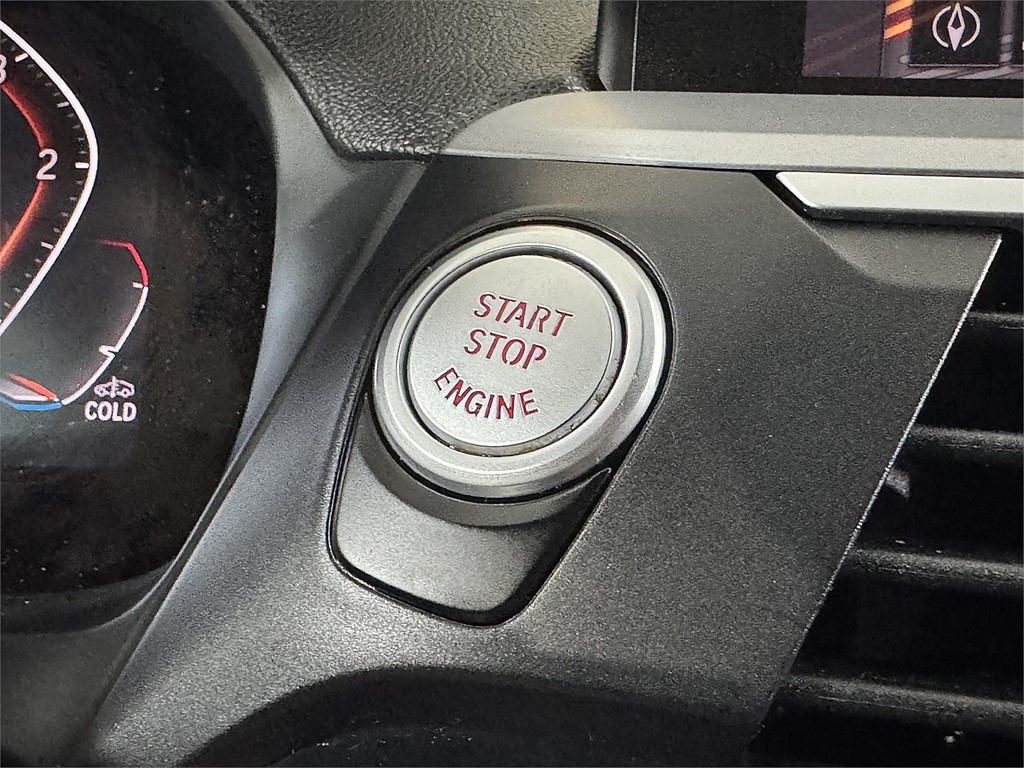 3
2
COLD
START
STOP
ENGINE